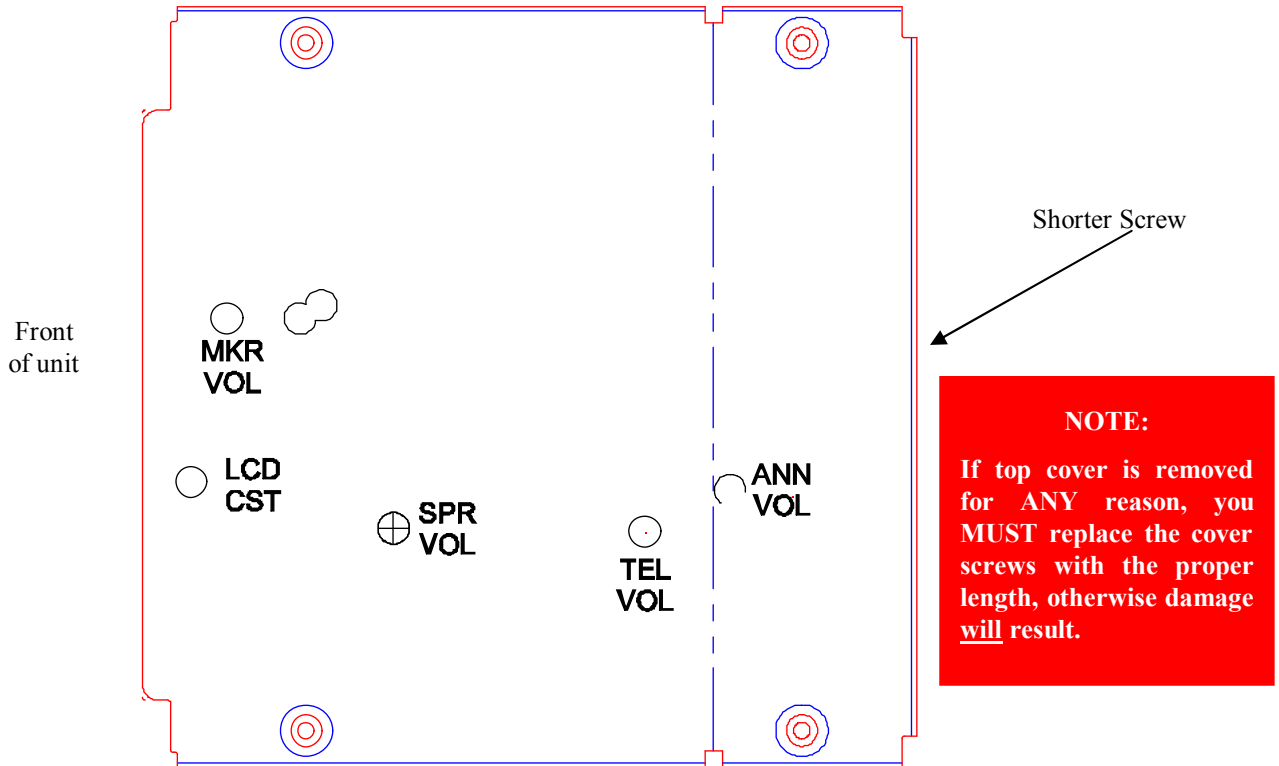 Shorter Screw
Front
of unit
MKR
VOL
LCD
CST
SPR
VOL
TEL
VOL
ANN
VOL
NOTE:
If top cover is removed
for ANY reason, you
MUST replace the cover
screws with the proper
length, otherwise damage
will result.